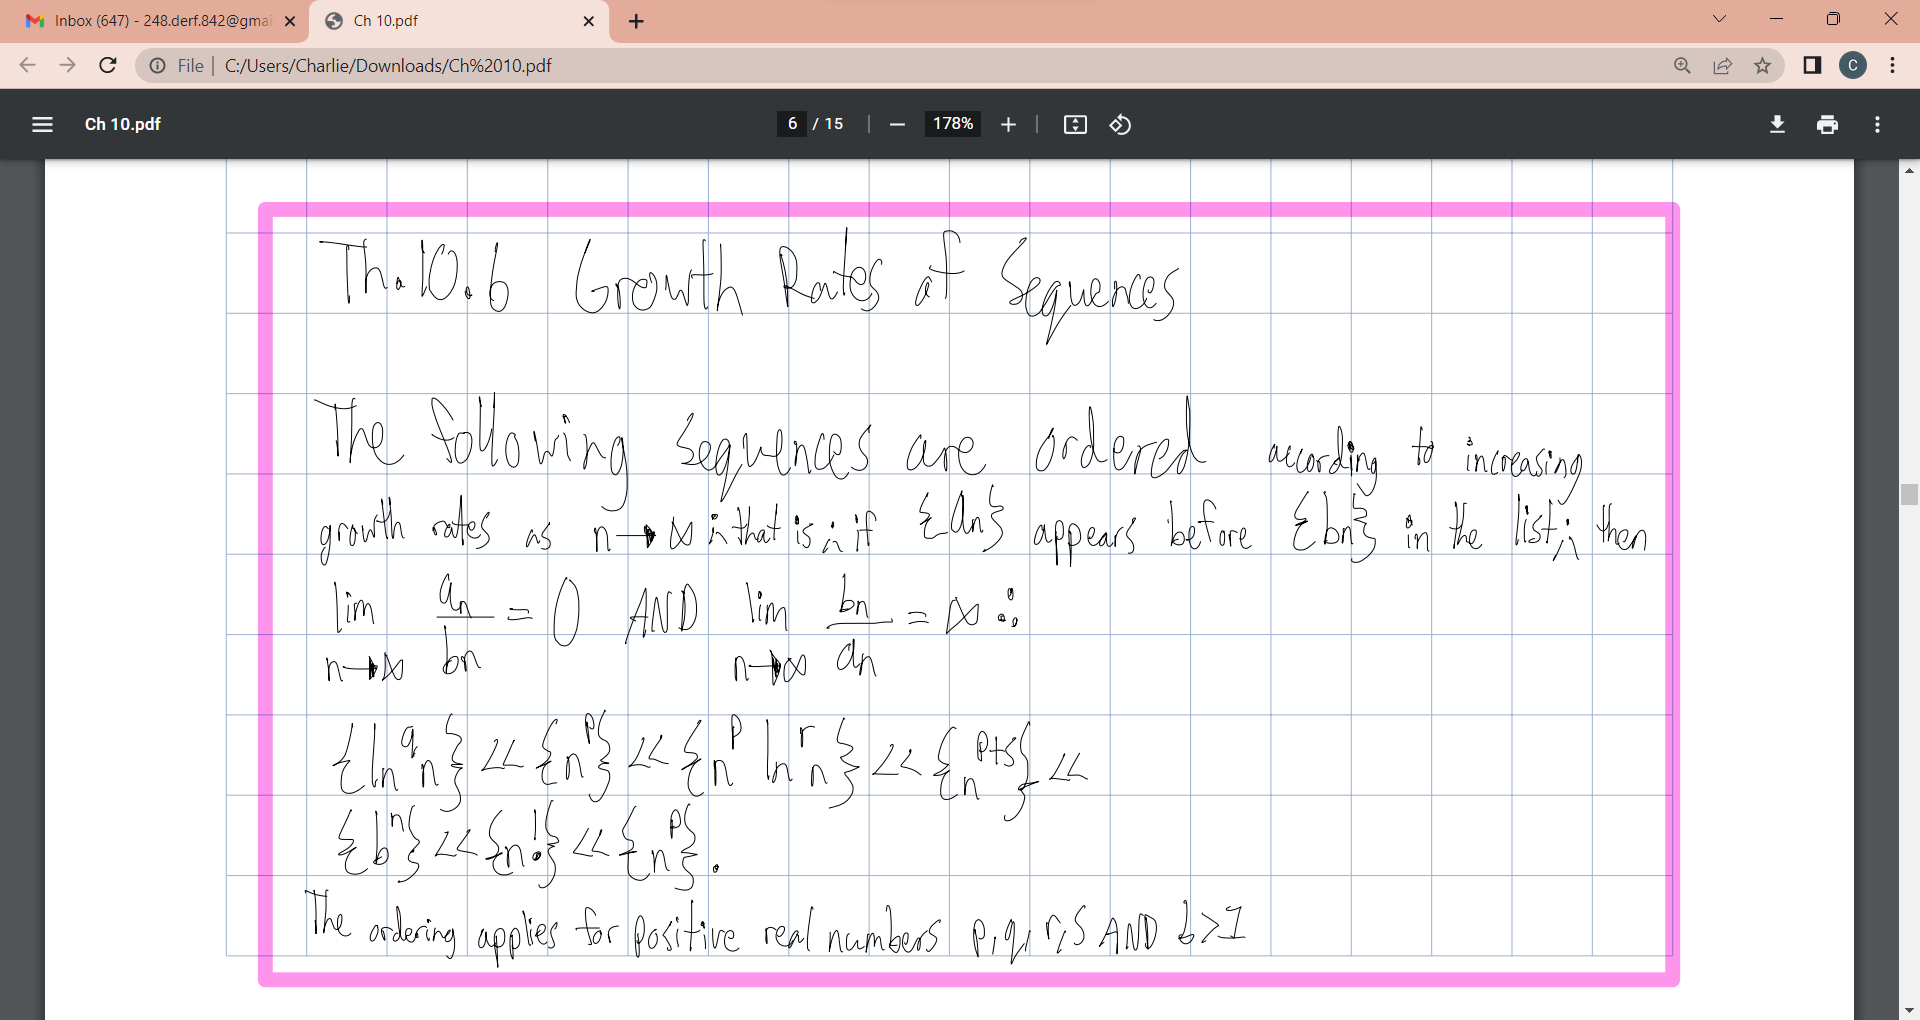 Inbox (647) - 248.derf.842@gmai
Ch 10.pdf
File | C:/Users/Charlie/Downloads/Ch%2010.pdf
C
Ch 10.pdf
6 / 15
178%
Th. 10.6 Growth Rates of Sequences
The following sequences are ordered according to increasing
growth rates as n→∞; that is; if {an} appears before {bn} in the list; then
lim an/bn = 0 AND lim bn/an = ∞ :
n→∞ n→∞
{ln^q n} << {n^p} << {n^p ln^r n} << {n^p+s} <<
{b^n} << {n!} << {n^p}.
The ordering applies for positive real numbers p, q, r, s AND b>1